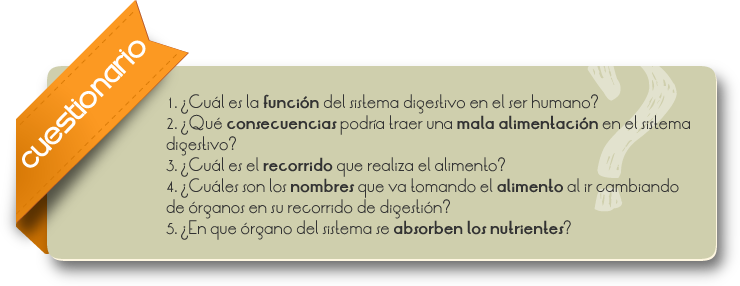 cuestionario
1. ¿Cuál es la función del sistema digestivo en el ser humano?
2. ¿Qué consecuencias podría traer una mala alimentación en el sistema
digestivo?
3. ¿Cuál es el recorrido que realiza el alimento?
4. ¿Cuáles son los nombres que va tomando el alimento al ir cambiando
de órganos en su recorrido de digestión?
5. ¿En que órgano del sistema se absorben los nutrientes?
?